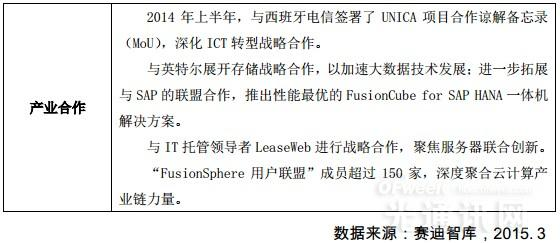 产业合作
2014 年上半年，与西班牙电信签署了 UNICA 项目合作谅解备忘录
（MoU），深化 ICT 转型战略合作。
与英特尔展开存储战略合作，以加速大数据技术发展；进一步拓展
与 SAP 的联盟合作，推出性能最优的 FusionCube for SAP HANA 一体机
解决方案。
与 IT 托管领导者 LeaseWeb 进行战略合作，聚焦服务器联合创新。
“FusionSphere 用户联盟”成员超过 150 家，深度聚合云计算产
业链力量。
OFweek
光通讯网
数据来源：赛迪智库，2015.3